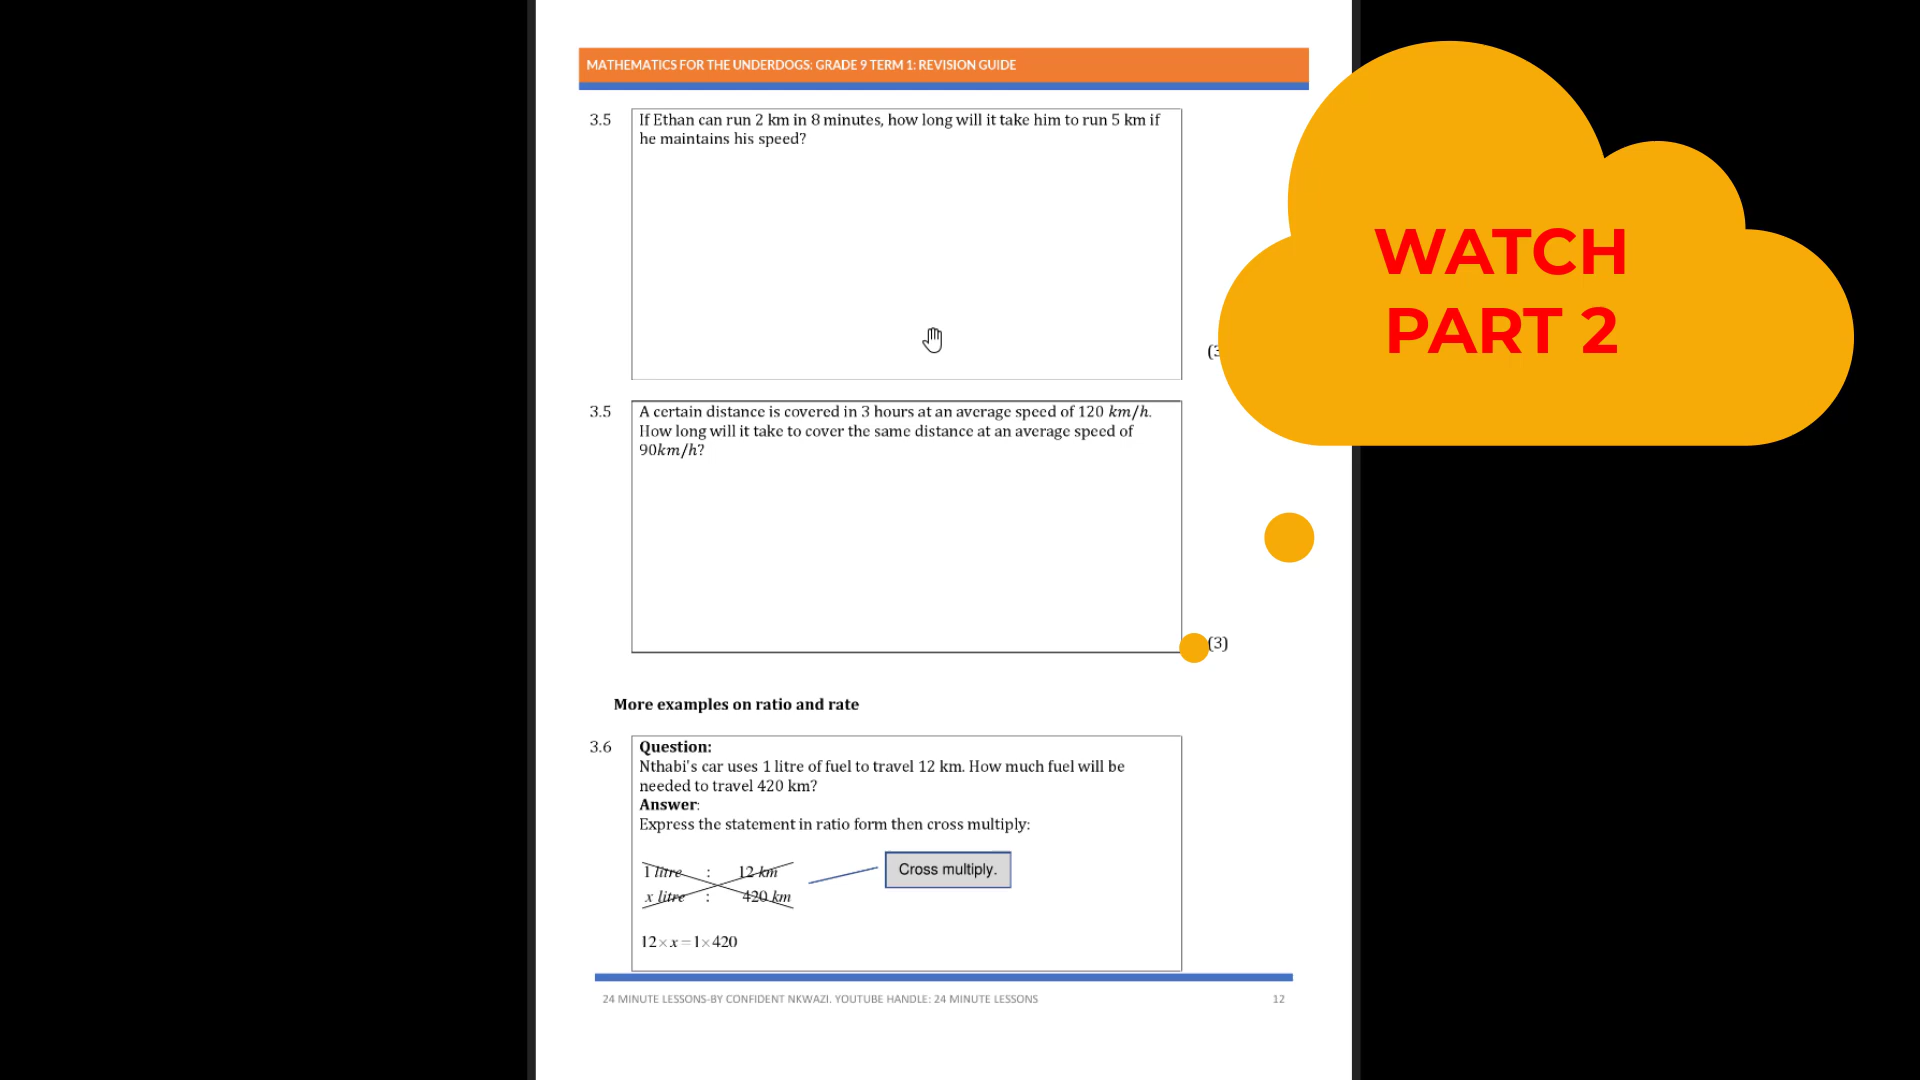 MATHEMATICS FOR THE UNDERDOGS: GRADE 9 TERM 1: REVISION GUIDE
3.5 If Ethan can run 2 km in 8 minutes, how long will it take him to run 5 km if
he maintains his speed?
WATCH
PART 2
3.5 A certain distance is covered in 3 hours at an average speed of 120 km/h.
How long will it take to cover the same distance at an average speed of
90km/h?
(3)
More examples on ratio and rate
3.6 Question:
Nthabi's car uses 1 litre of fuel to travel 12 km. How much fuel will be
needed to travel 420 km?
Answer:
Express the statement in ratio form then cross multiply:
1 litre : 12 km
Cross multiply.
x litre : 420 km
12×x=1×420
24 MINUTE LESSONS-BY CONFIDENT NKWAZI. YOUTUBE HANDLE: 24 MINUTE LESSONS 12